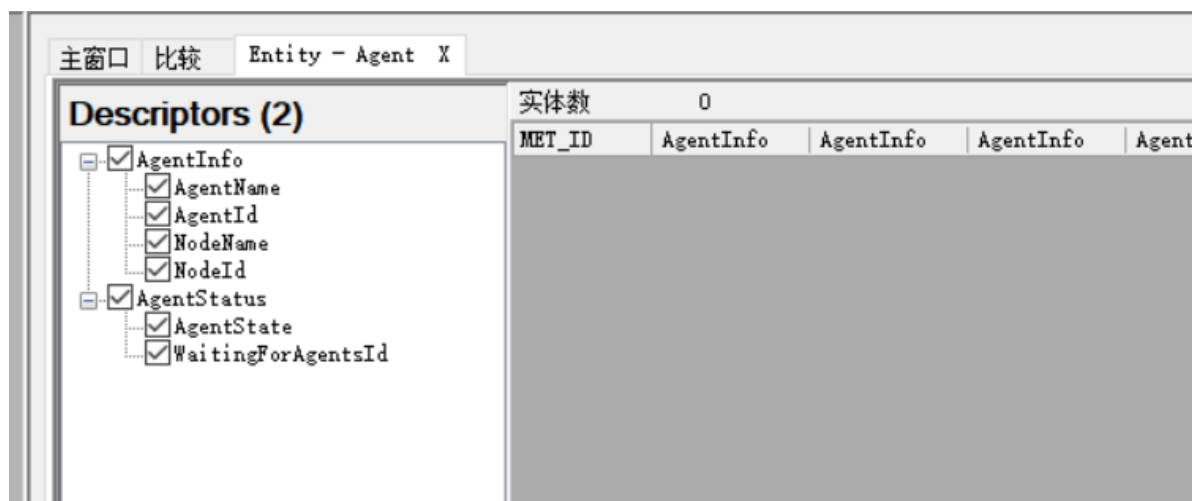 主窗口 比较 Entity - Agent X
Descriptors (2)
AgentInfo
AgentName
AgentId
NodeName
NodeId
AgentStatus
AgentState
WaitingForAgentsId
实体数 0
MET_ID AgentInfo AgentInfo AgentInfo Agent